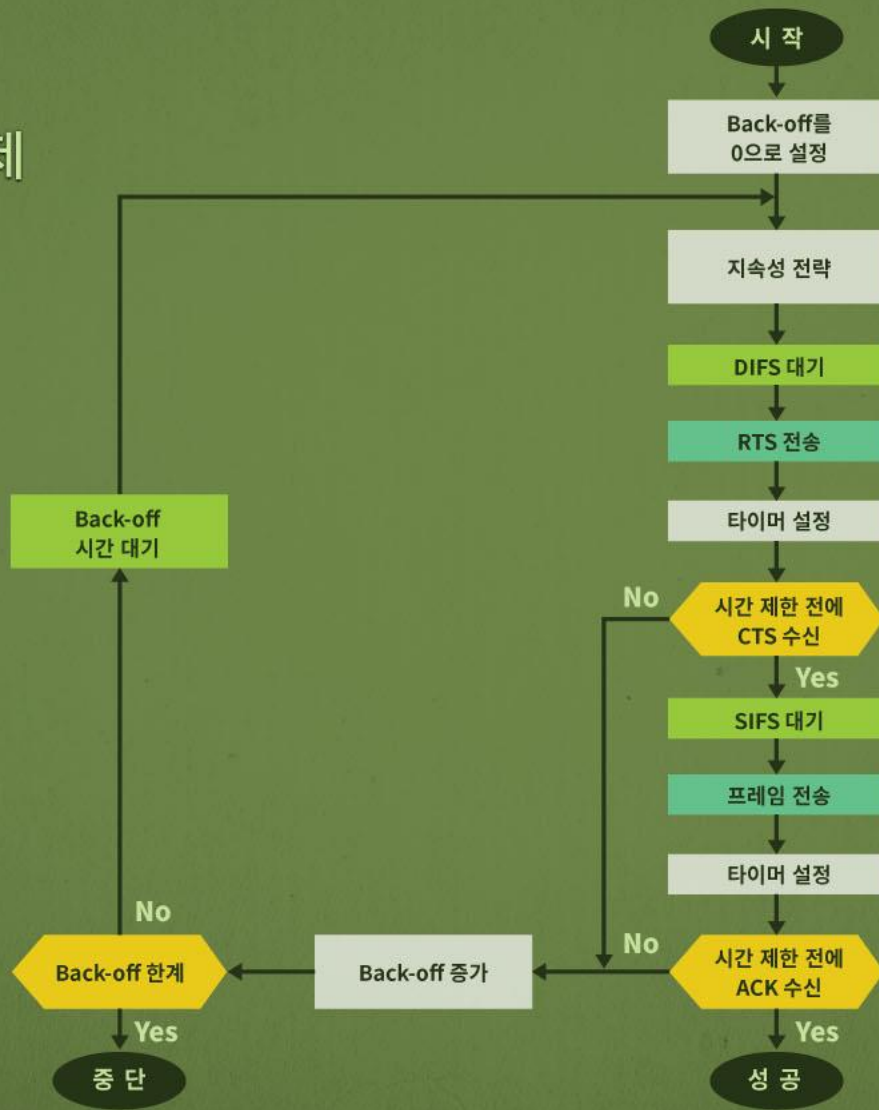 시 작
Back-off를
0으로 설정
지속성 전략
DIFS 대기
RTS 전송
타이머 설정
시간 제한 전에
CTS 수신
No
Yes
SIFS 대기
프레임 전송
타이머 설정
시간 제한 전에
ACK 수신
No
Yes
성 공
Back-off 증가
Back-off 한계
No
Yes
중 단
Back-off
시간 대기